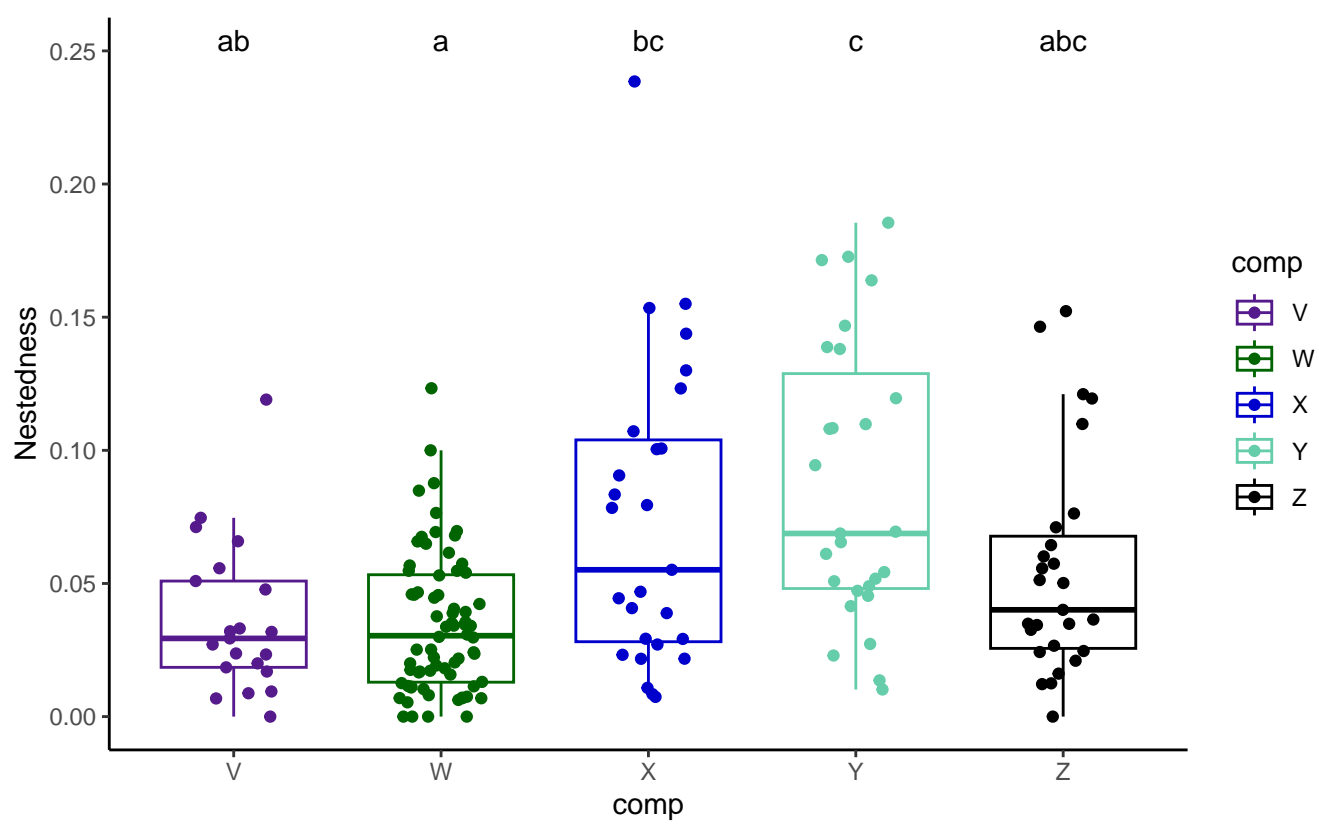 ab a bc c abc
0.25
0.20
0.15
0.10
0.05
0.00
Nestedness
V W X Y Z
comp
comp
V
W
X
Y
Z